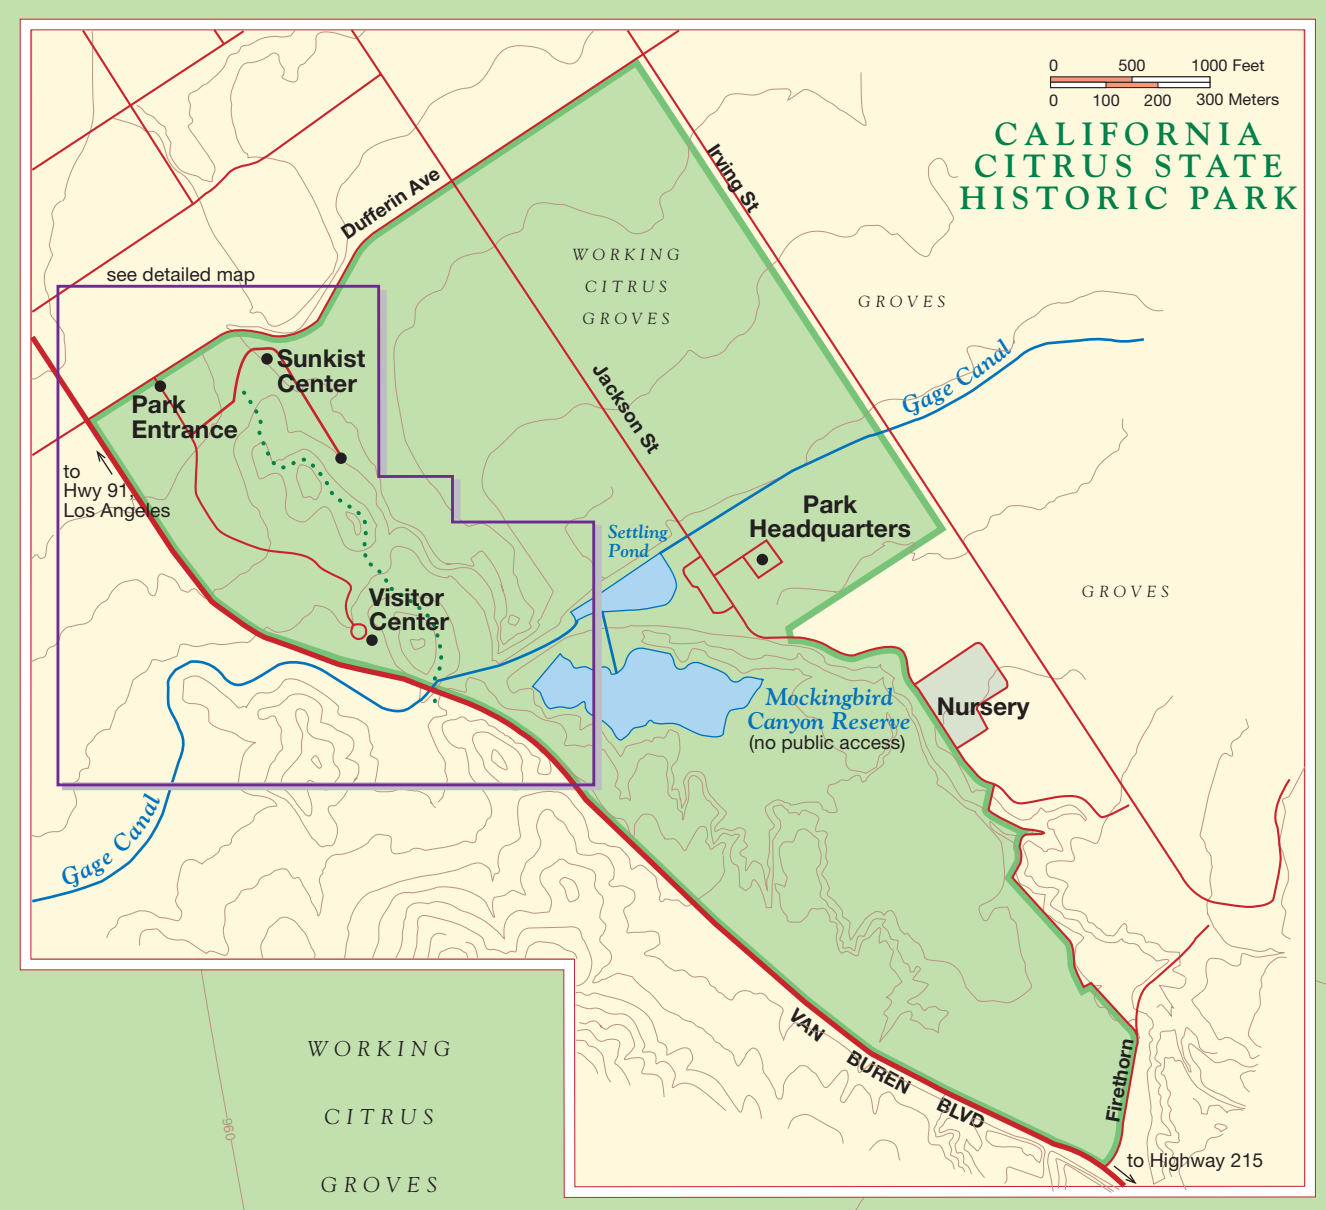 0 500 1000 Feet
0 100 200 300 Meters
CALIFORNIA
CITRUS STATE
HISTORIC PARK
Irving St
Dufferin Ave
WORKING
CITRUS
GROVES
see detailed map
GROVES
Sunkist
Center
Gage Canal
Park
Entrance
Jackson St
to
Hwy 91,
Los Angeles
Park
Headquarters
Settling
Pond
GROVES
Visitor
Center
Mockingbird
Canyon Reserve
(no public access)
Nursery
Gage Canal
VAN BUREN BLVD
Firethorn
to Highway 215
WORKING
CITRUS
GROVES
960